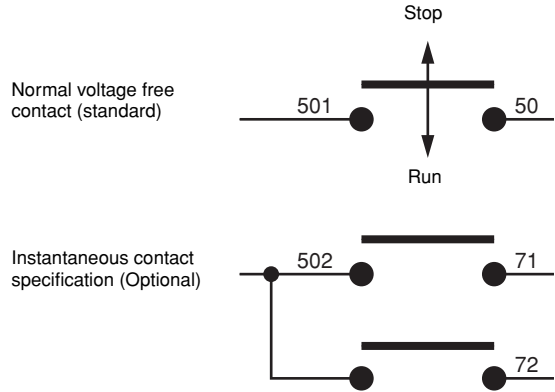 Stop
Normal voltage free
contact (standard)
501
50
Run
Instantaneous contact
specification (Optional)
502
71
72